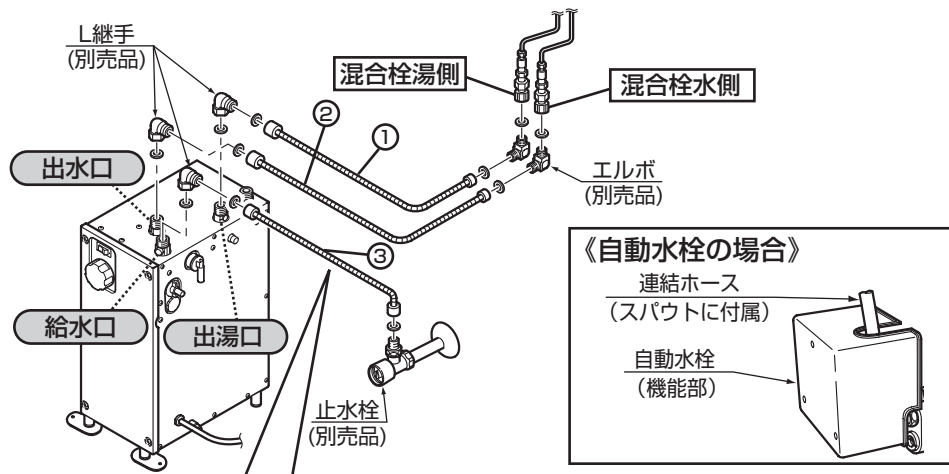 L継手
(別売品)
混合栓湯側
混合栓水側
②
①
出水口
エルボ
(別売品)
③
給水口
出湯口
止水栓
(別売品)
《自動水栓の場合》
連結ホース
(スパウトに付属)
自動水栓
(機能部)